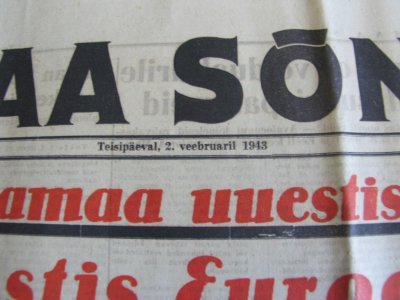 AA SÕN
Teisipäeval, 2. veebruaril 1943
amaa uuestis
stis Euro